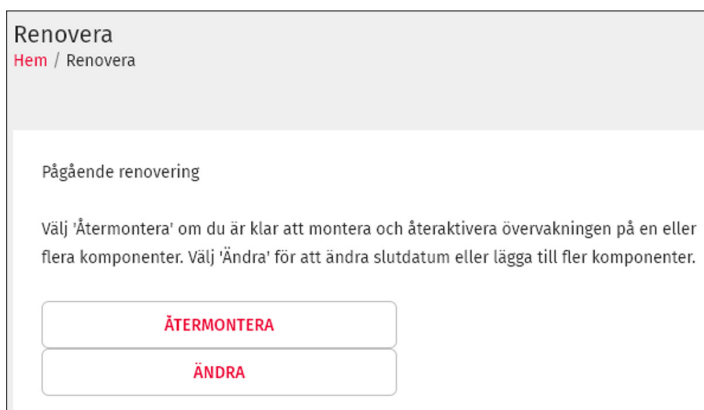 Renovera
Hem / Renovera
Pågående renovering
Välj 'Återmontera' om du är klar att montera och återaktivera övervakningen på en eller
flera komponenter. Välj 'Ändra' för att ändra slutdatum eller lägga till fler komponenter.
ÅTERMONTERA
ÄNDRA